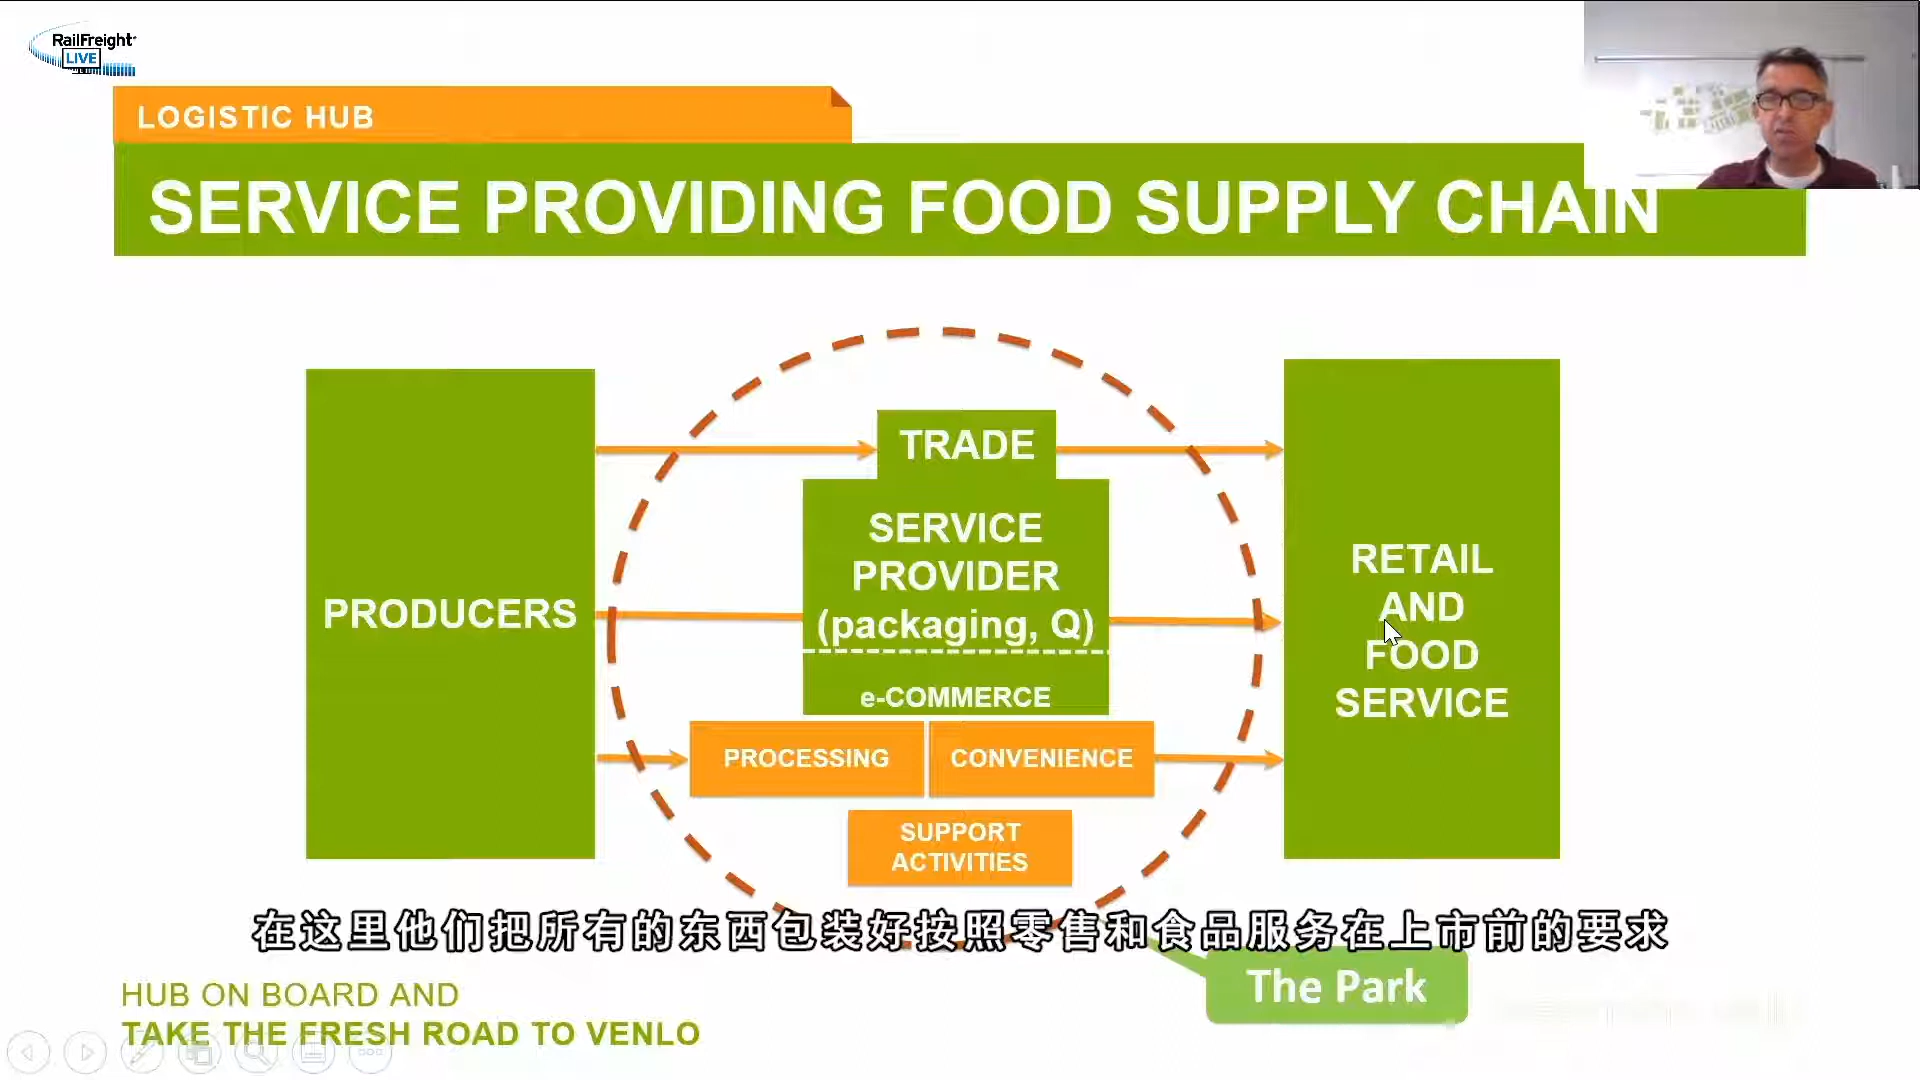 RailFreight
LIVE
LOGISTIC HUB
SERVICE PROVIDING FOOD SUPPLY CHAIN
TRADE
SERVICE
PROVIDER
(packaging, Q)
e-COMMERCE
PRODUCERS
RETAIL
AND
FOOD
SERVICE
PROCESSING
CONVENIENCE
SUPPORT
ACTIVITIES
在这里他们把所有的东西包装好按照零售和食品服务在上市前的要求
The Park
HUB ON BOARD AND
TAKE THE FRESH ROAD TO VENLO